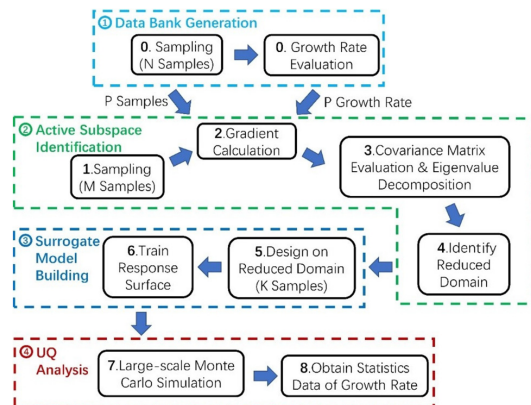 ① Data Bank Generation
0. Sampling
(N Samples)
0. Growth Rate
Evaluation
P Samples
P Growth Rate
② Active Subspace
Identification
1.Sampling
(M Samples)
2.Gradient
Calculation
3.Covariance Matrix
Evaluation & Eigenvalue
Decomposition
4.Identify
Reduced
Domain
③ Surrogate
Model
Building
6.Train
Response
Surface
5.Design on
Reduced Domain
(K Samples)
④ UQ
Analysis
7.Large-scale Monte
Carlo Simulation
8.Obtain Statistics
Data of Growth Rate